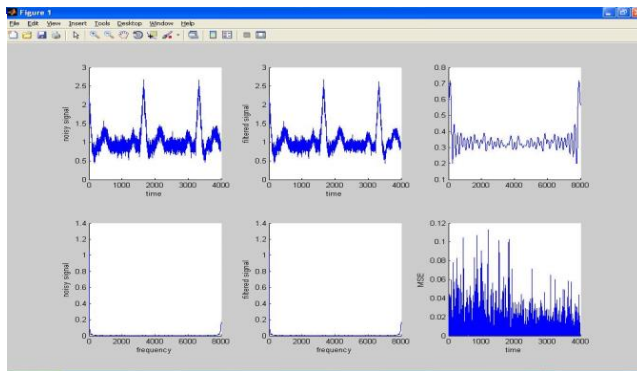 Figure 1
File Edit View Insert Tools Desktop Window Help
3
2.5
2
1.5
1
0.5
0
noisy signal
0 1000 2000 3000 4000
time
3
2.5
2
1.5
1
0.5
0
filtered signal
0 1000 2000 3000 4000
time
0.8
0.7
0.6
0.5
0.4
0.3
0.2
0.1
0 2000 4000 6000 8000
1.4
1.2
1
0.8
0.6
0.4
0.2
0
noisy signal
0 2000 4000 6000 8000
frequency
1.4
1.2
1
0.8
0.6
0.4
0.2
0
filtered signal
0 2000 4000 6000 8000
frequency
0.12
0.1
0.08
0.06
0.04
0.02
0
MSE
0 1000 2000 3000 4000
time